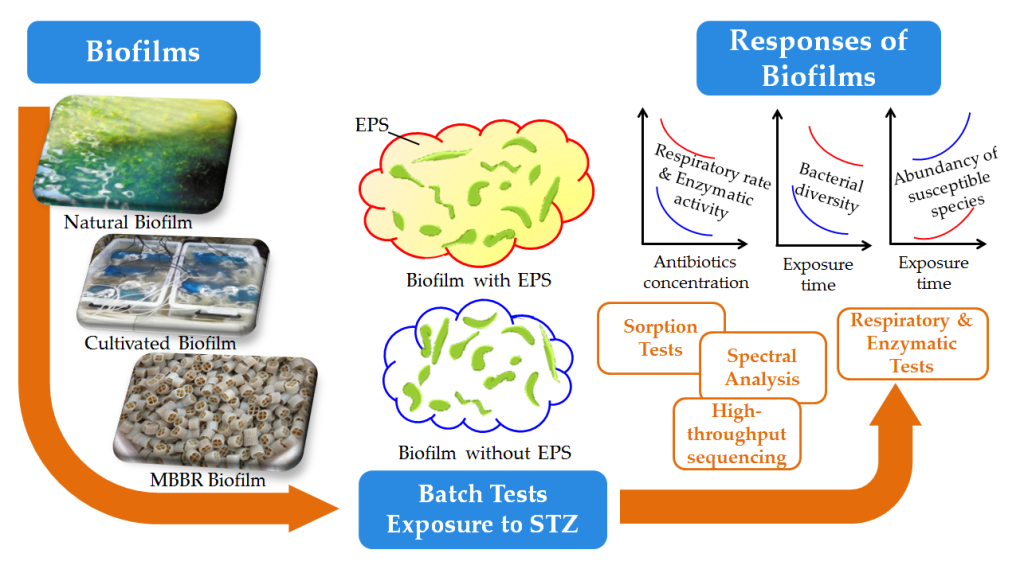 Biofilms
Natural Biofilm
Cultivated Biofilm
MBBR Biofilm
EPS
Biofilm with EPS
Biofilm without EPS
Batch Tests
Exposure to STZ
Responses of
Biofilms
Respiratory rate
& Enzymatic
activity
Antibiotics
concentration
Bacterial
diversity
Exposure
time
Abundancy of
susceptible
species
Exposure
time
Sorption
Tests
Spectral
Analysis
High-
throughput
sequencing
Respiratory &
Enzymatic
Tests